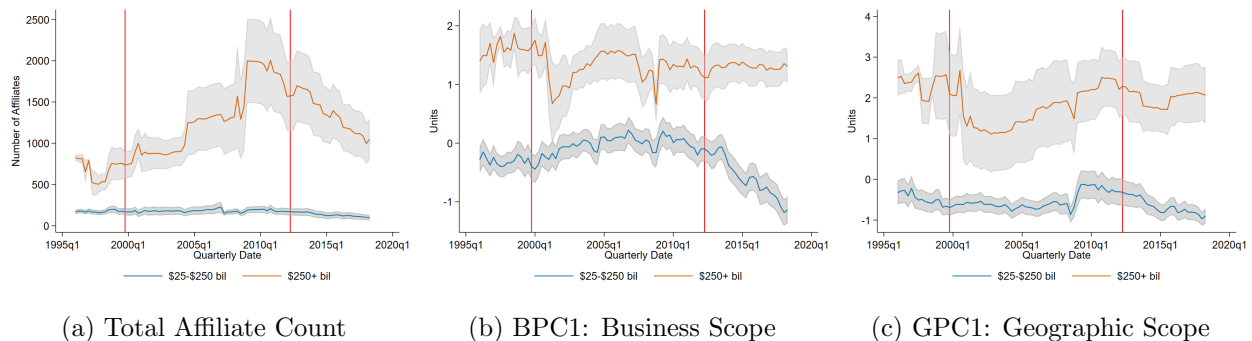 Number of Affiliates
2500
2000
1500
1000
500
0
1995q1 2000q1 2005q1 2010q1 2015q1 2020q1
Quarterly Date
$25-$250 bil $250+ bil
(a) Total Affiliate Count
Units
2
1
0
-1
1995q1 2000q1 2005q1 2010q1 2015q1 2020q1
Quarterly Date
$25-$250 bil $250+ bil
(b) BPC1: Business Scope
Units
4
3
2
1
0
-1
1995q1 2000q1 2005q1 2010q1 2015q1 2020q1
Quarterly Date
$25-$250 bil $250+ bil
(c) GPC1: Geographic Scope